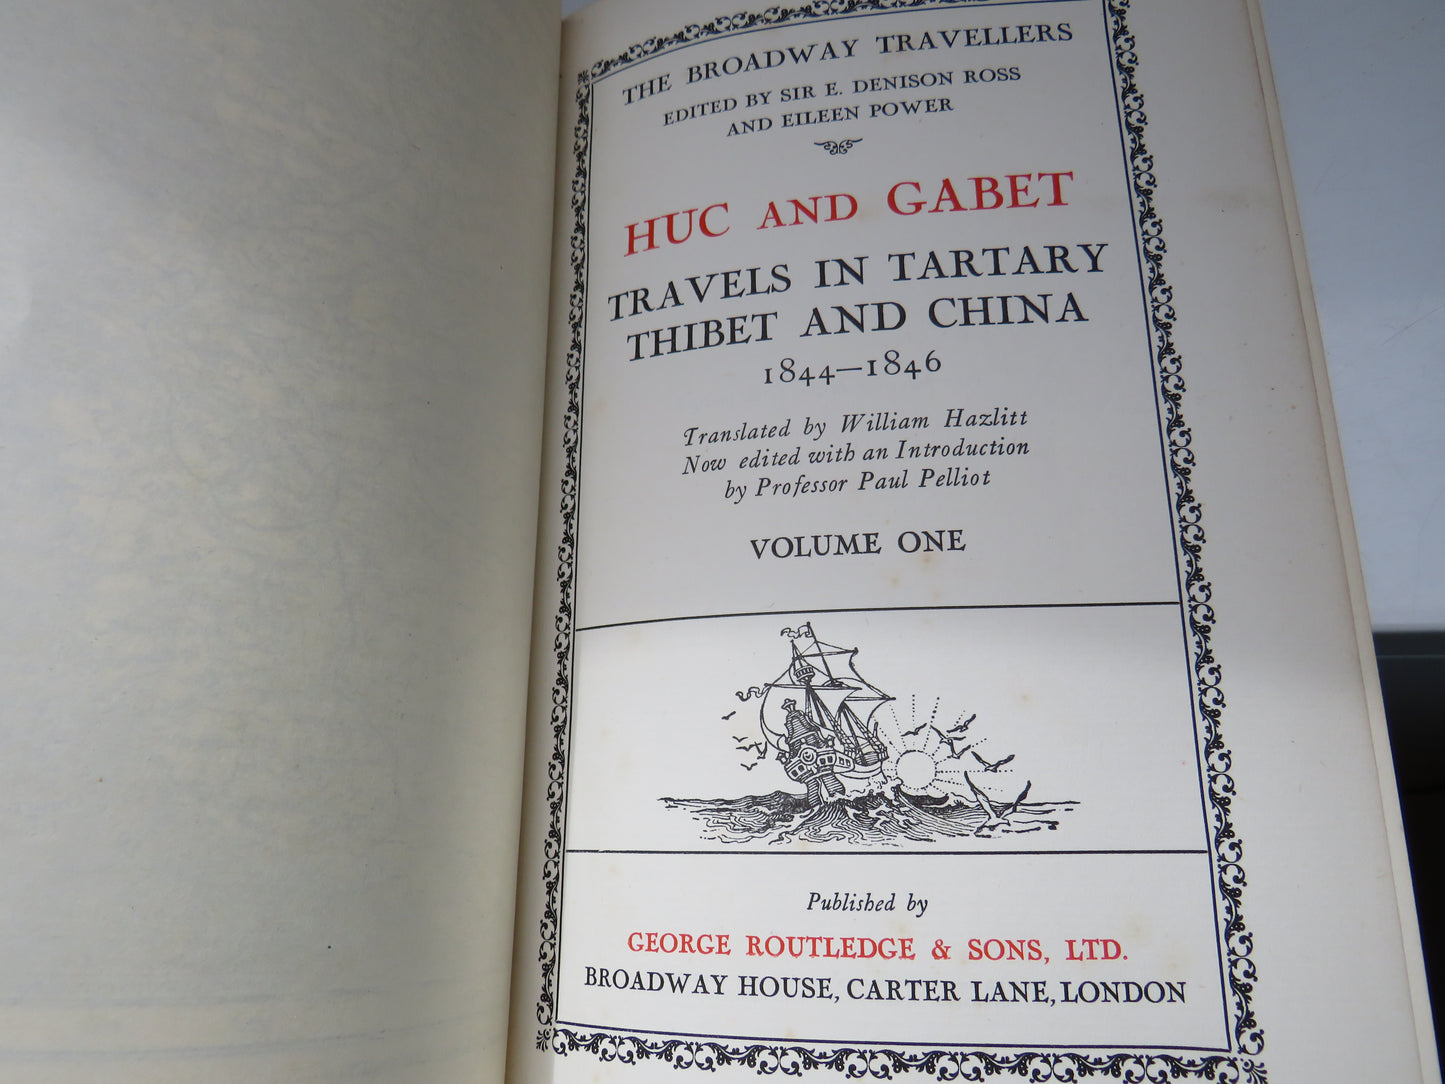 THE BROADWAY TRAVELLERS
EDITED BY SIR E. DENISON ROSS
AND EILEEN POWER
HUC AND GABET
TRAVELS IN TARTARY
THIBET AND CHINA
1844—1846
Translated by William Hazlitt
Now edited with an Introduction
by Professor Paul Pelliot
VOLUME ONE
Published by
GEORGE ROUTLEDGE & SONS, LTD.
BROADWAY HOUSE, CARTER LANE, LONDON